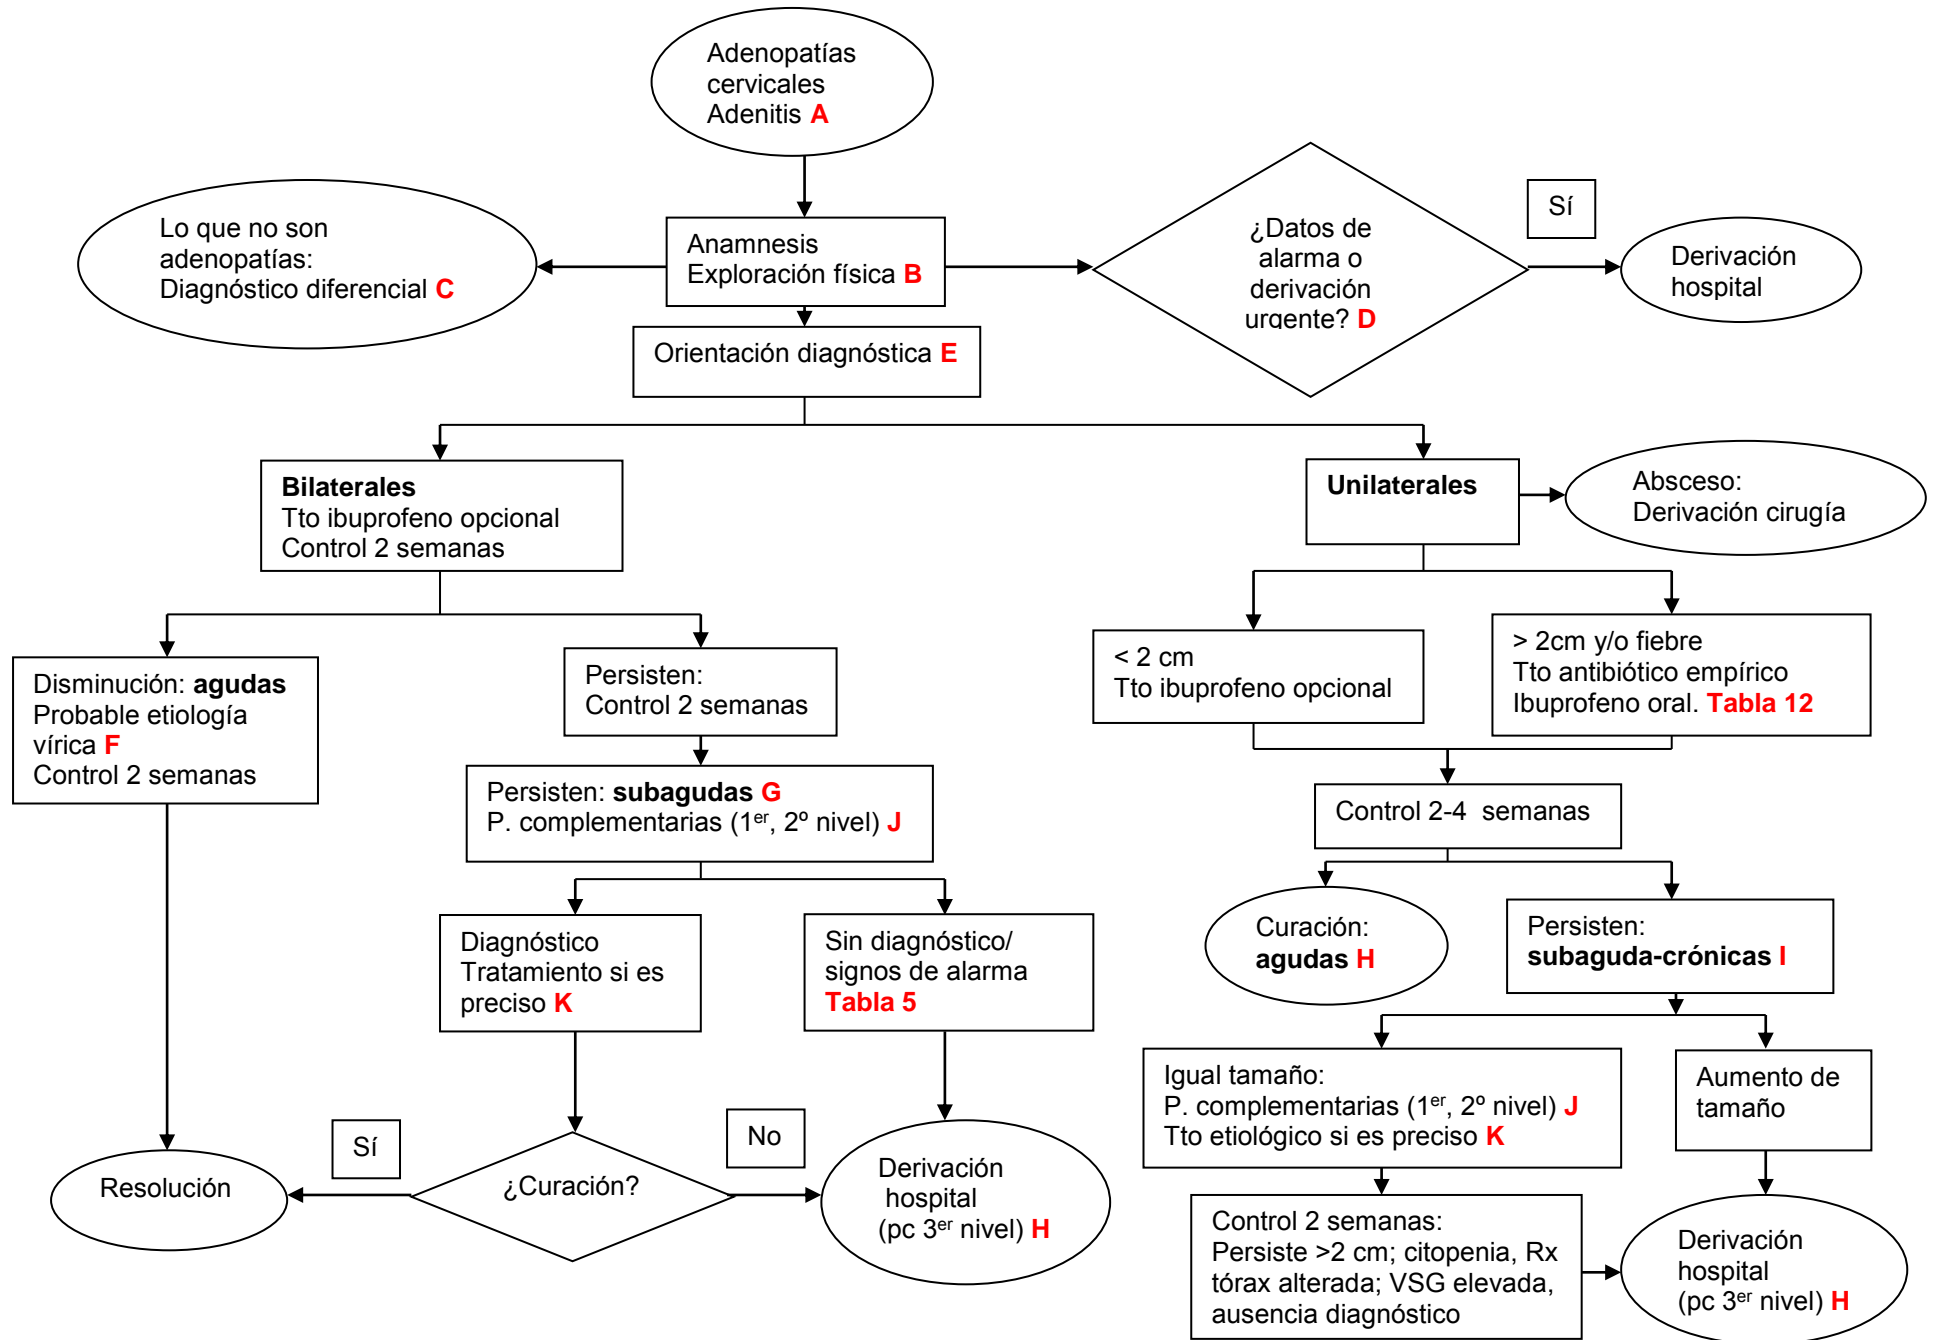 Adenopatías
cervicales
Adenitis A
Lo que no son
adenopatías:
Diagnóstico diferencial C
Anamnesis
Exploración física B
¿Datos de
alarma o
derivación
urgente? D
Sí
Derivación
hospital
Orientación diagnóstica E
Bilaterales
Tto ibuprofeno opcional
Control 2 semanas
Unilaterales
Absceso:
Derivación cirugía
Disminución: agudas
Probable etiología
vírica F
Control 2 semanas
Persisten:
Control 2 semanas
< 2 cm
Tto ibuprofeno opcional
> 2cm y/o fiebre
Tto antibiótico empírico
Ibuprofeno oral. Tabla 12
Persisten: subagudas G
P. complementarias (1er, 2º nivel) J
Control 2-4 semanas
Diagnóstico
Tratamiento si es
preciso K
Sin diagnóstico/
signos de alarma
Tabla 5
Curación:
agudas H
Persisten:
subaguda-crónicas I
Igual tamaño:
P. complementarias (1er, 2º nivel) J
Tto etiológico si es preciso K
Aumento de
tamaño
Resolución
Sí
¿Curación?
No
Derivación
hospital
(pc 3er nivel) H
Control 2 semanas:
Persiste >2 cm; citopenia, Rx
tórax alterada; VSG elevada,
ausencia diagnóstico
Derivación
hospital
(pc 3er nivel) H